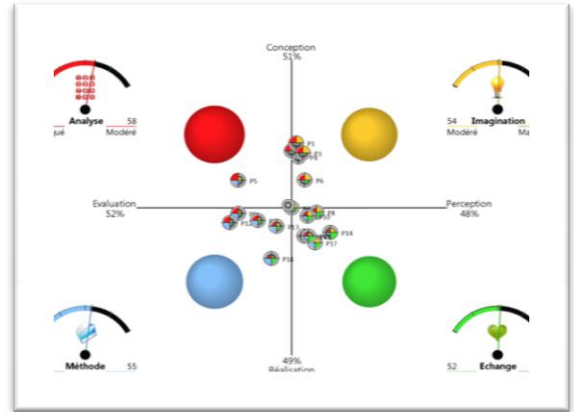 Conception
51%
Analyse 58
Modéré
54 Imagination
Modéré
P5
P6
Evaluation
52%
Perception
48%
P14
P13
P17
49%
Réalisation
Méthode 55
52 Echange